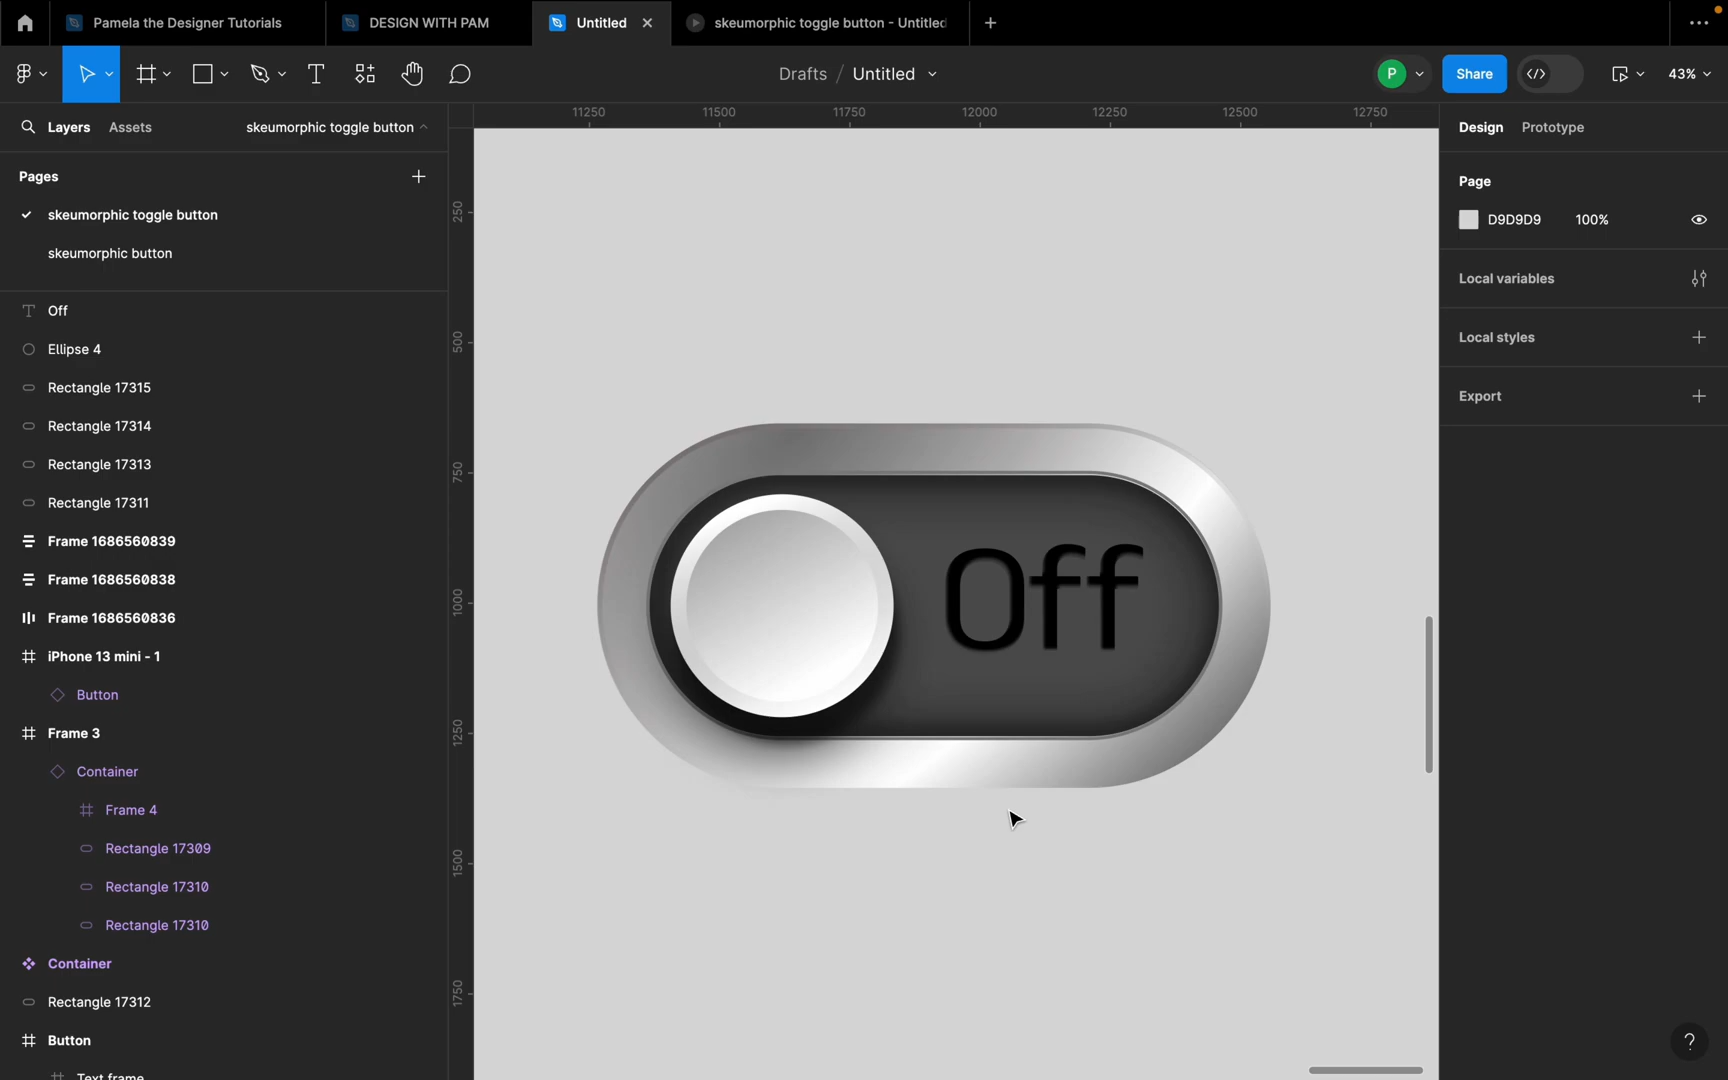 Pamela the Designer Tutorials
DESIGN WITH PAM
Untitled
skeumorphic toggle button - Untitled
Drafts / Untitled
P
Share
43%
Layers
Assets
skeumorphic toggle button
Pages
skeumorphic toggle button
skeumorphic button
Off
Ellipse 4
Rectangle 17315
Rectangle 17314
Rectangle 17313
Rectangle 17311
Frame 1686560839
Frame 1686560838
Frame 1686560836
iPhone 13 mini - 1
Button
Frame 3
Container
Frame 4
Rectangle 17309
Rectangle 17310
Rectangle 17310
Container
Rectangle 17312
Button
Text frame
11250 11500 11750 12000 12250 12500 12750
250
500
750
1000
1250
1500
1750
Off
Design
Prototype
Page
D9D9D9 100%
Local variables
Local styles
Export
?